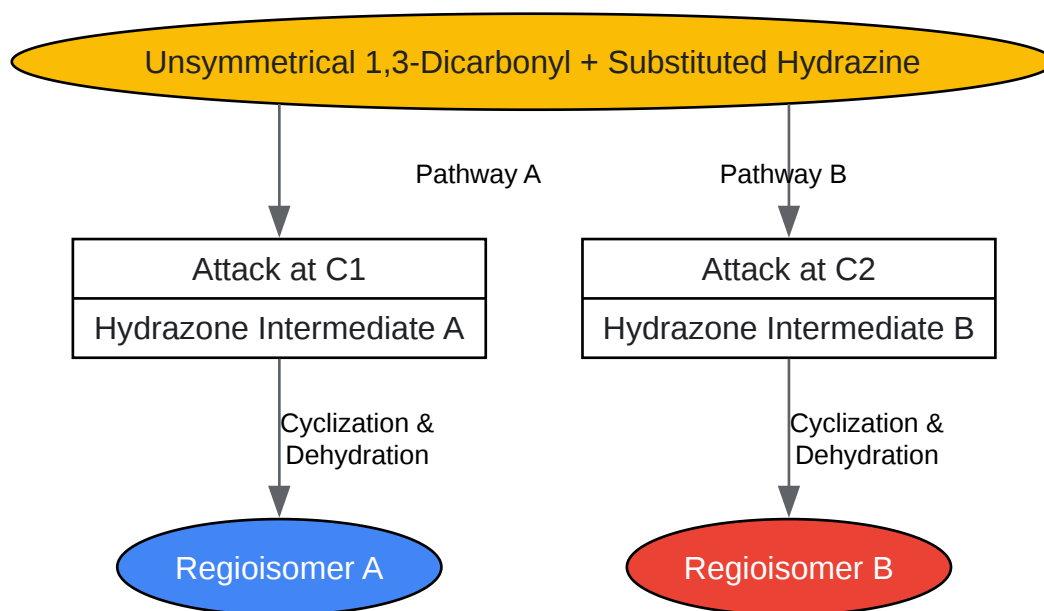 Unsymmetrical 1,3-Dicarbonyl + Substituted Hydrazine
Pathway A
Pathway B
Attack at C1
Hydrazone Intermediate A
Attack at C2
Hydrazone Intermediate B
Cyclization &
Dehydration
Cyclization &
Dehydration
Regioisomer A
Regioisomer B